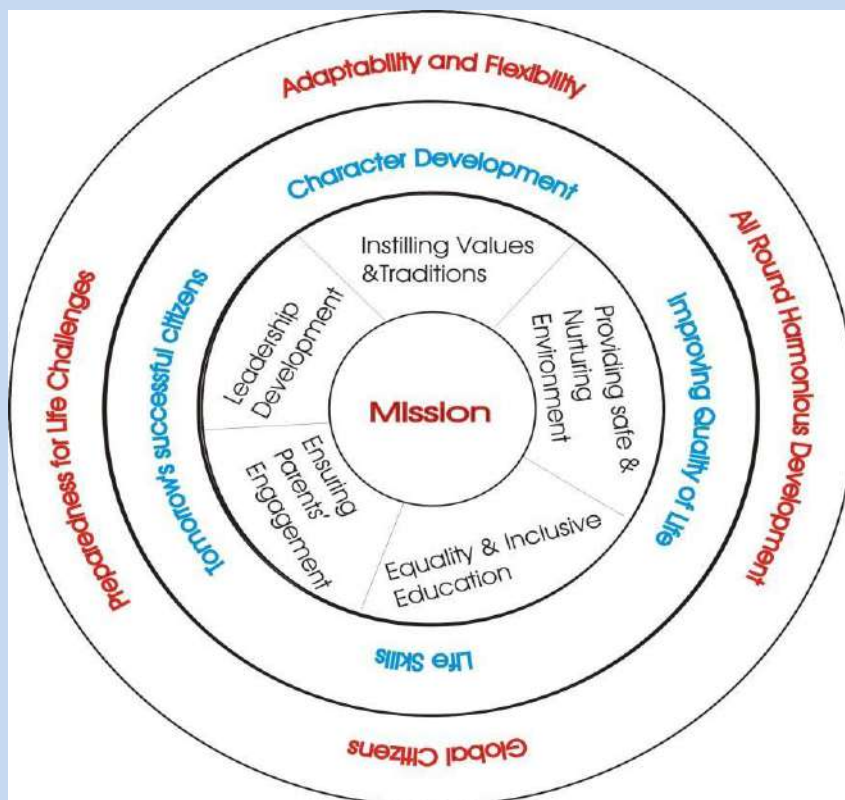 Adaptability and Flexibility
All Round Harmonious Development
Global Citizens
Preparedness for Life Challenges
Character Development
Improving Quality of Life
Life Skills
Tomorrow's successful citizens
Instilling Values
&Traditions
Providing safe &
Nurturing
Environment
Equality & Inclusive
Education
Ensuring
Parents'
Engagement
Leadership
Development
Mission